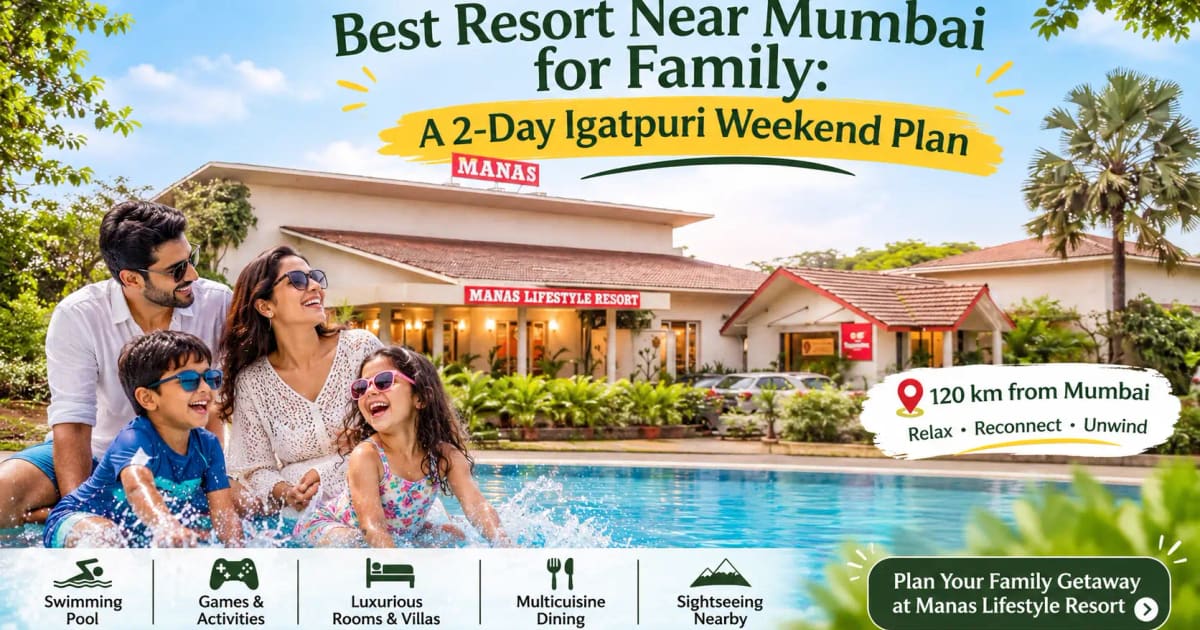 Best Resort Near Mumbai
for Family:
A 2-Day Igatpuri Weekend Plan
MANAS
MANAS LIFESTYLE RESORT
120 km from Mumbai
Relax • Reconnect • Unwind
Swimming
Pool
Games &
Activities
Luxurious
Rooms & Villas
Multicuisine
Dining
Sightseeing
Nearby
Plan Your Family Getaway
at Manas Lifestyle Resort